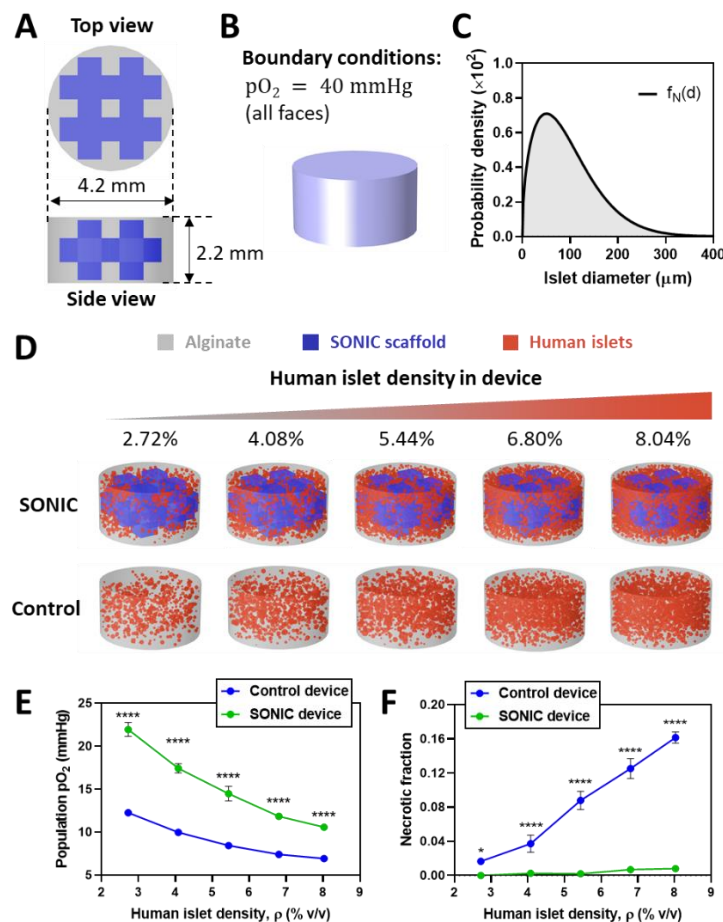 A
Top view
4.2 mm
2.2 mm
Side view
B
Boundary conditions:
pO₂ = 40 mmHg
(all faces)
C
Probability density (×10²)
1.0
0.8
0.6
0.4
0.2
0.0
f_N(d)
0 100 200 300 400
Islet diameter (μm)
D
Alginate SONIC scaffold Human islets
Human islet density in device
2.72% 4.08% 5.44% 6.80% 8.04%
SONIC
Control
E
Control device
SONIC device
Population pO₂ (mmHg)
25
20
15
10
5
**** **** **** **** ****
2 3 4 5 6 7 8 9
Human islet density, ρ (% v/v)
F
Control device
SONIC device
Necrotic fraction
0.20
0.16
0.12
0.08
0.04
0.00
* **** **** **** ****
2 3 4 5 6 7 8 9
Human islet density, ρ (% v/v)